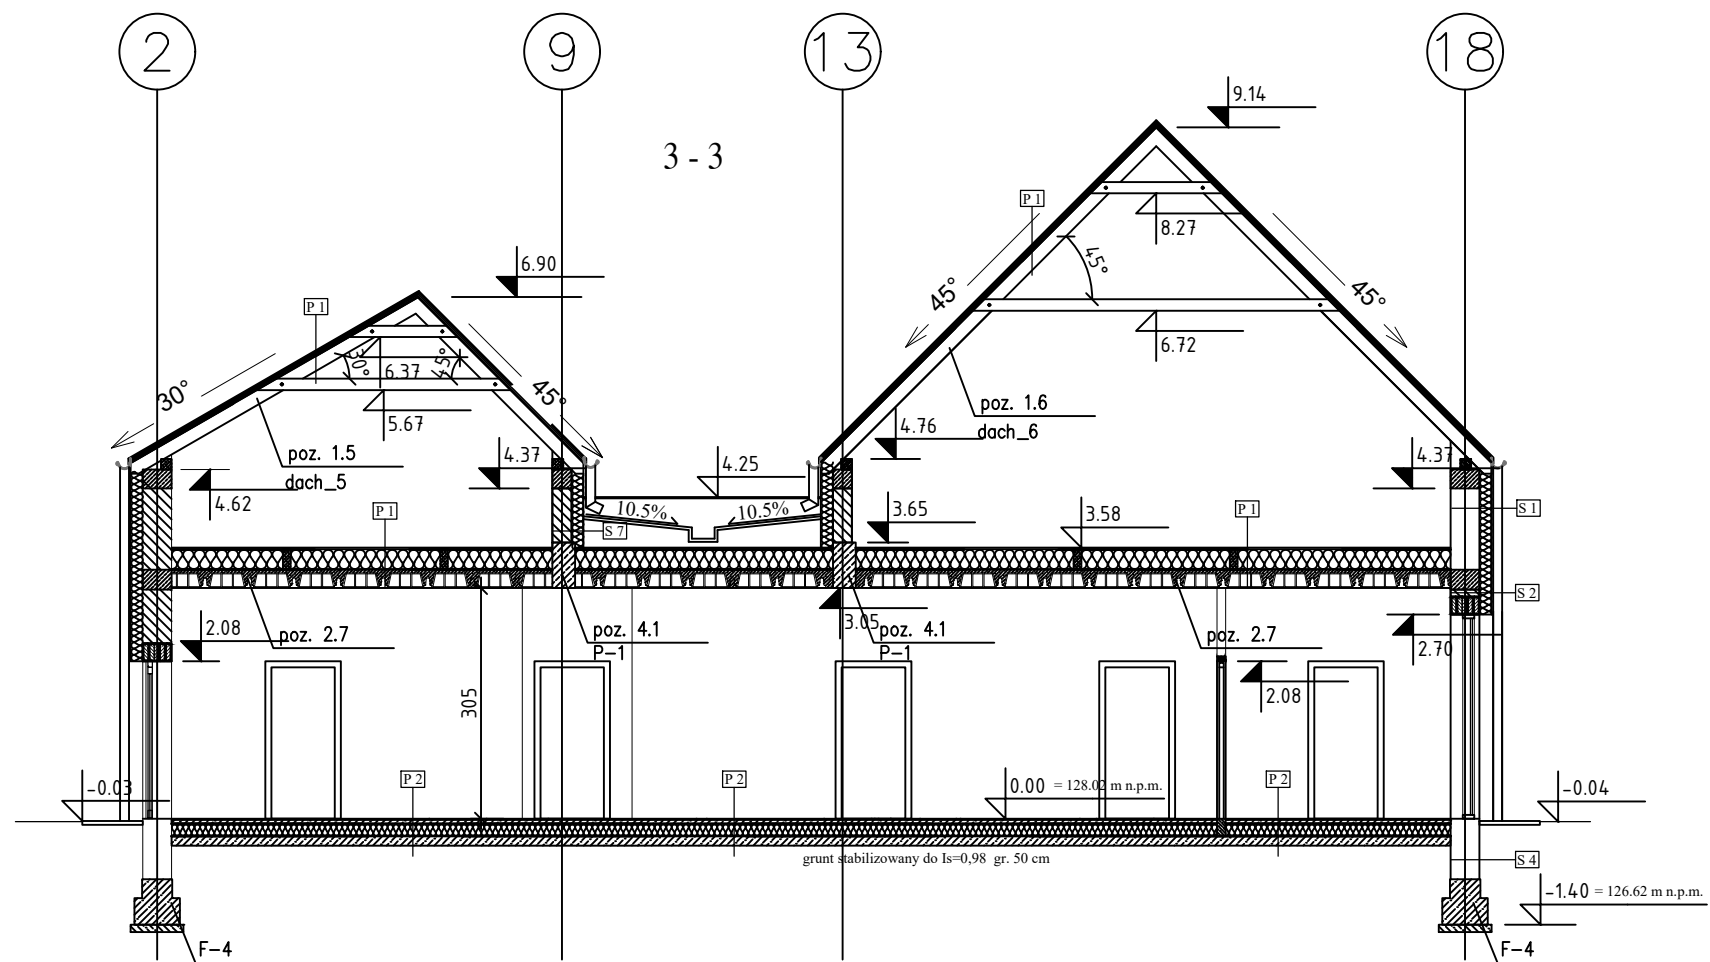 2
9
13
18
3 - 3
9.14
P 1
8.27
45°
6.90
45°
45°
P 1
6.72
30°
45°
6.37
30°
45°
5.67
poz. 1.6
dach_6
4.76
poz. 1.5
dach_5
4.37
4.25
4.37
4.62
P 1
10.5%
10.5%
S 7
3.65
3.58
P 1
S 1
S 2
2.08
poz. 2.7
poz. 4.1
P-1
3.05
poz. 4.1
P-1
poz. 2.7
2.70
2.08
305
P 2
P 2
P 2
-0.03
0.00 = 128.02 m n.p.m.
-0.04
grunt stabilizowany do Is=0,98 gr. 50 cm
S 4
-1.40 = 126.62 m n.p.m.
F-4
F-4